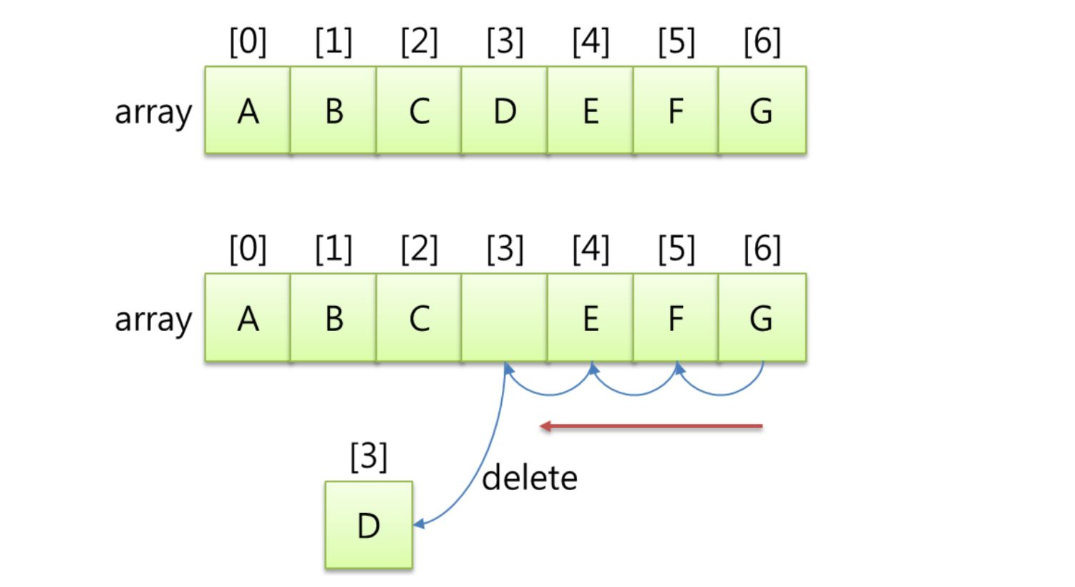 [0] [1] [2] [3] [4] [5] [6]
array A B C D E F G
[0] [1] [2] [3] [4] [5] [6]
array A B C E F G
[3]
delete
D